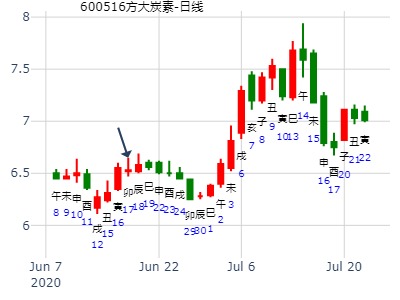 600516方大炭素-日线
8
7.5
7
6.5
6
午
8
未
9
申
10
酉
11
戌
12
丑
15
寅
16
卯
17
辰
18
巳
19
申
22
酉
23
戌
24
卯
29
辰
30
巳
1
午
2
未
3
戌
6
亥
7
子
8
丑
9
寅
10
巳
13
午
14
未
15
申
16
酉
17
子
20
丑
21
寅
22
Jun 7
2020
Jun 22
Jul 6
Jul 20